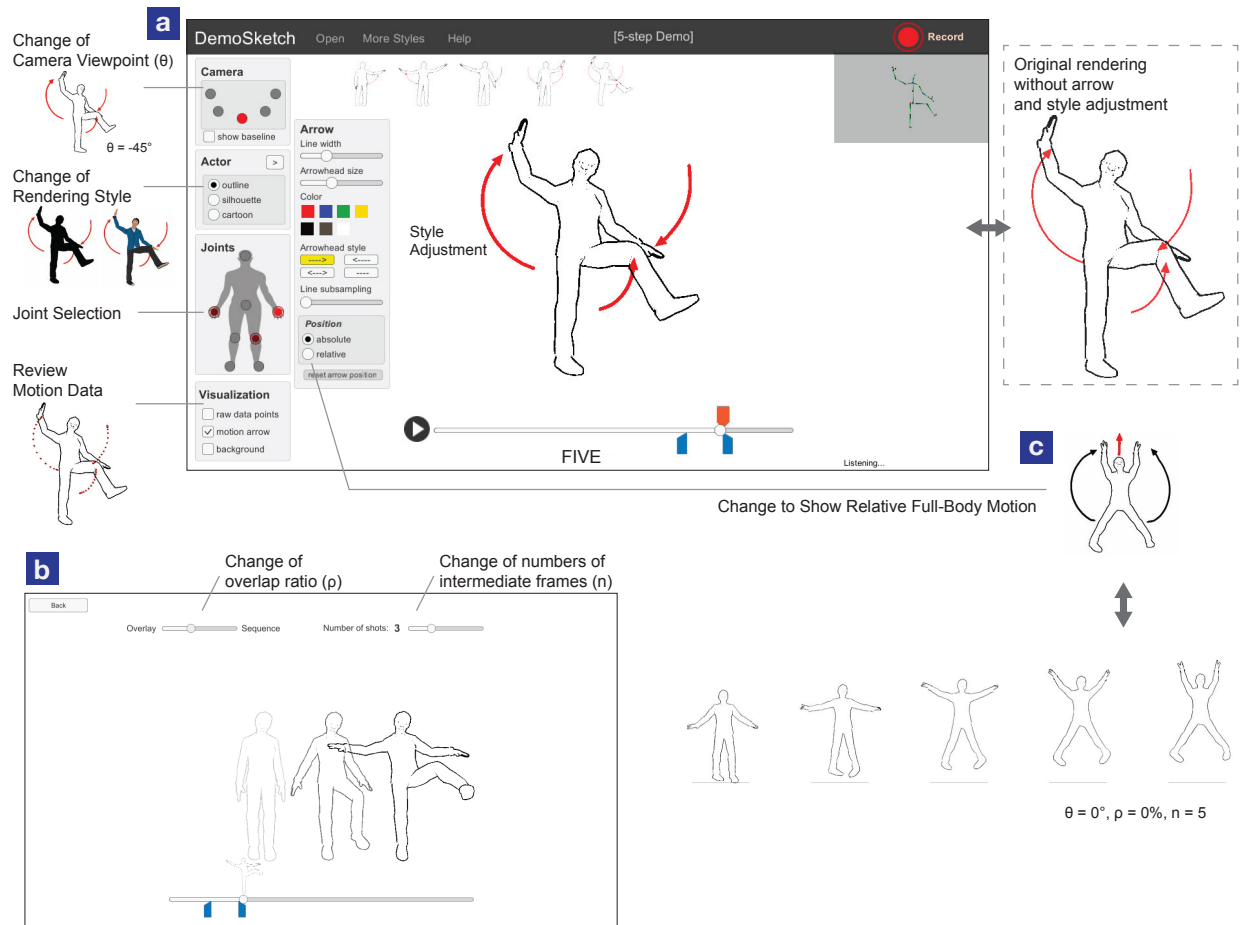 a
Change of
Camera Viewpoint (θ)
θ = -45°
Change of
Rendering Style
Joint Selection
Review
Motion Data
DemoSketch
Open
More Styles
Help
[5-step Demo]
Record
Camera
show baseline
Actor
>
outline
silhouette
cartoon
Joints
Visualization
raw data points
motion arrow
background
Arrow
Line width
Arrowhead size
Color
Arrowhead style
---->
<----
<--->
----
Line subsampling
Position
absolute
relative
reset arrow position
Style
Adjustment
FIVE
Listening...
Original rendering
without arrow
and style adjustment
c
Change to Show Relative Full-Body Motion
b
Change of
overlap ratio (ρ)
Change of numbers of
intermediate frames (n)
Back
Overlay
Sequence
Number of shots: 3
θ = 0°, ρ = 0%, n = 5